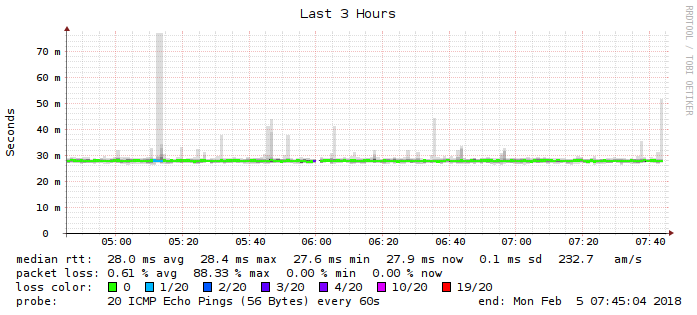 Last 3 Hours
RRDTOOL / TOBI OETIKER
Seconds
70 m
60 m
50 m
40 m
30 m
20 m
10 m
0
05:00 05:20 05:40 06:00 06:20 06:40 07:00 07:20 07:40
median rtt: 28.0 ms avg 28.4 ms max 27.6 ms min 27.9 ms now 0.1 ms sd 232.7 am/s
packet loss: 0.61 % avg 88.33 % max 0.00 % min 0.00 % now
loss color: 0 1/20 2/20 3/20 4/20 10/20 19/20
probe: 20 ICMP Echo Pings (56 Bytes) every 60s end: Mon Feb 5 07:45:04 2018